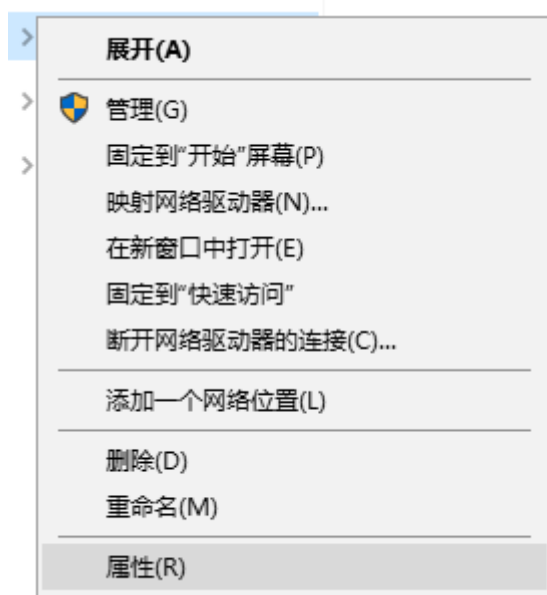 展开(A)
管理(G)
固定到"开始"屏幕(P)
映射网络驱动器(N)...
在新窗口中打开(E)
固定到"快速访问"
断开网络驱动器的连接(C)...
添加一个网络位置(L)
删除(D)
重命名(M)
属性(R)